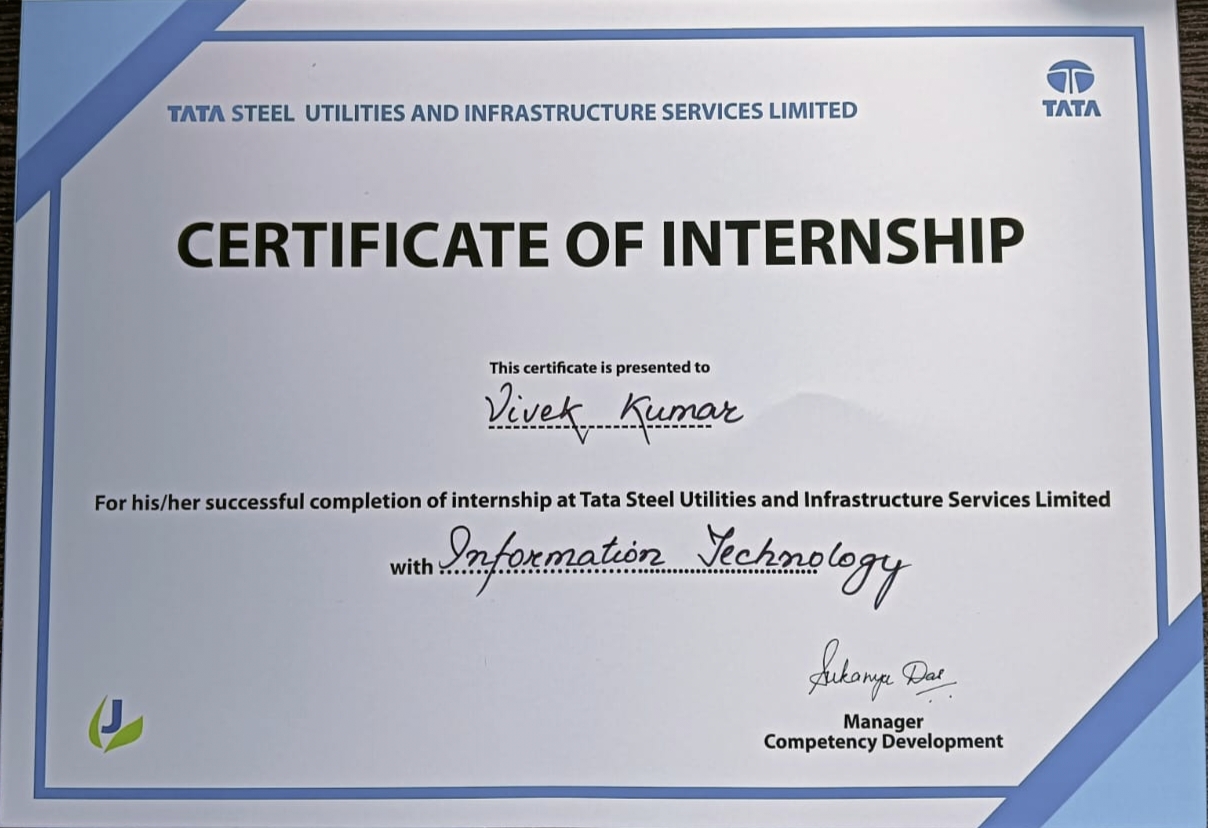 TATA STEEL UTILITIES AND INFRASTRUCTURE SERVICES LIMITED
TATA
CERTIFICATE OF INTERNSHIP
This certificate is presented to
Vivek Kumar
For his/her successful completion of internship at Tata Steel Utilities and Infrastructure Services Limited
with Information Technology
Sukanya Das
J
Manager
Competency Development